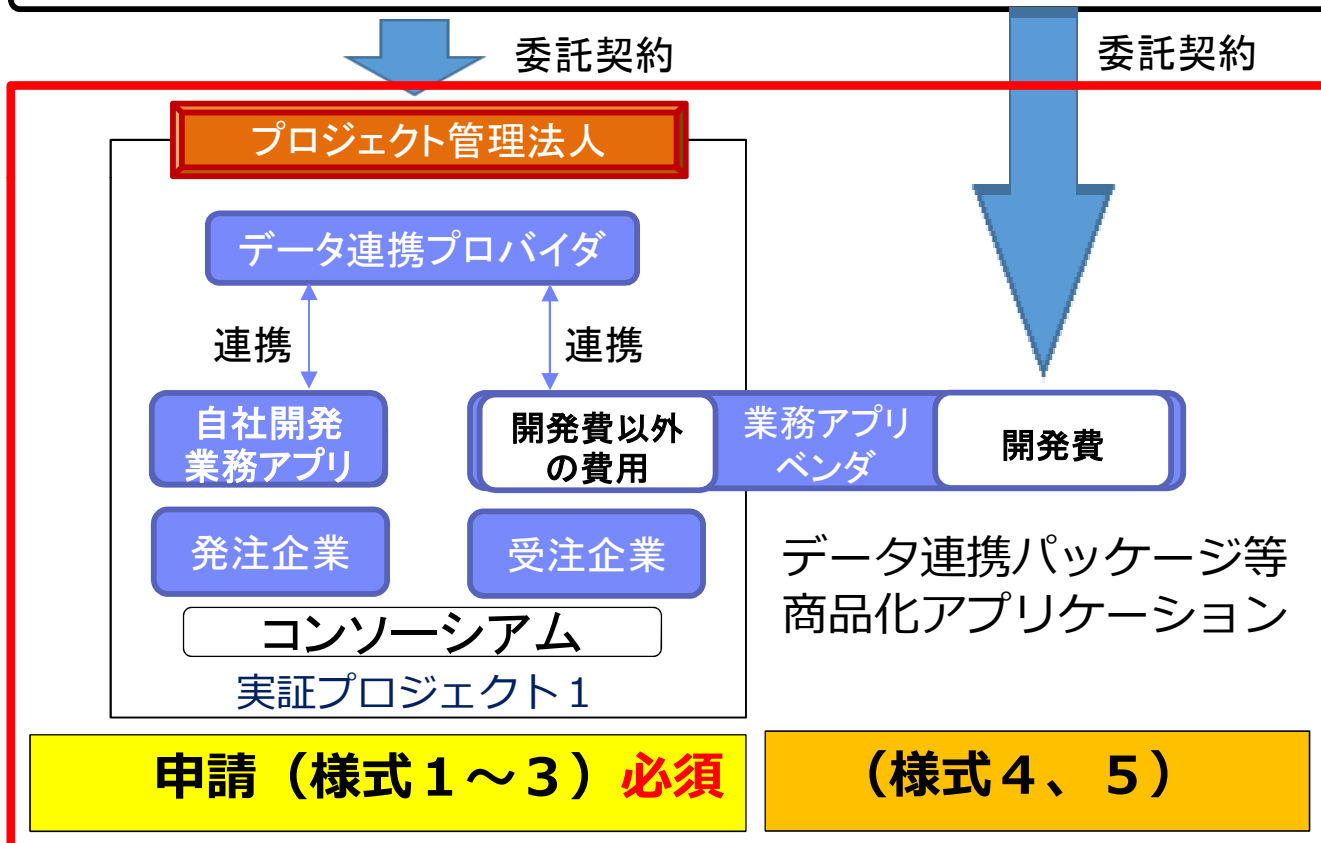 委託契約
委託契約
プロジェクト管理法人
データ連携プロバイダ
連携
連携
自社開発
業務アプリ
開発費以外
の費用
業務アプリ
ベンダ
開発費
発注企業
受注企業
データ連携パッケージ等
商品化アプリケーション
コンソーシアム
実証プロジェクト1
申請（様式１～３）必須
（様式４、５）